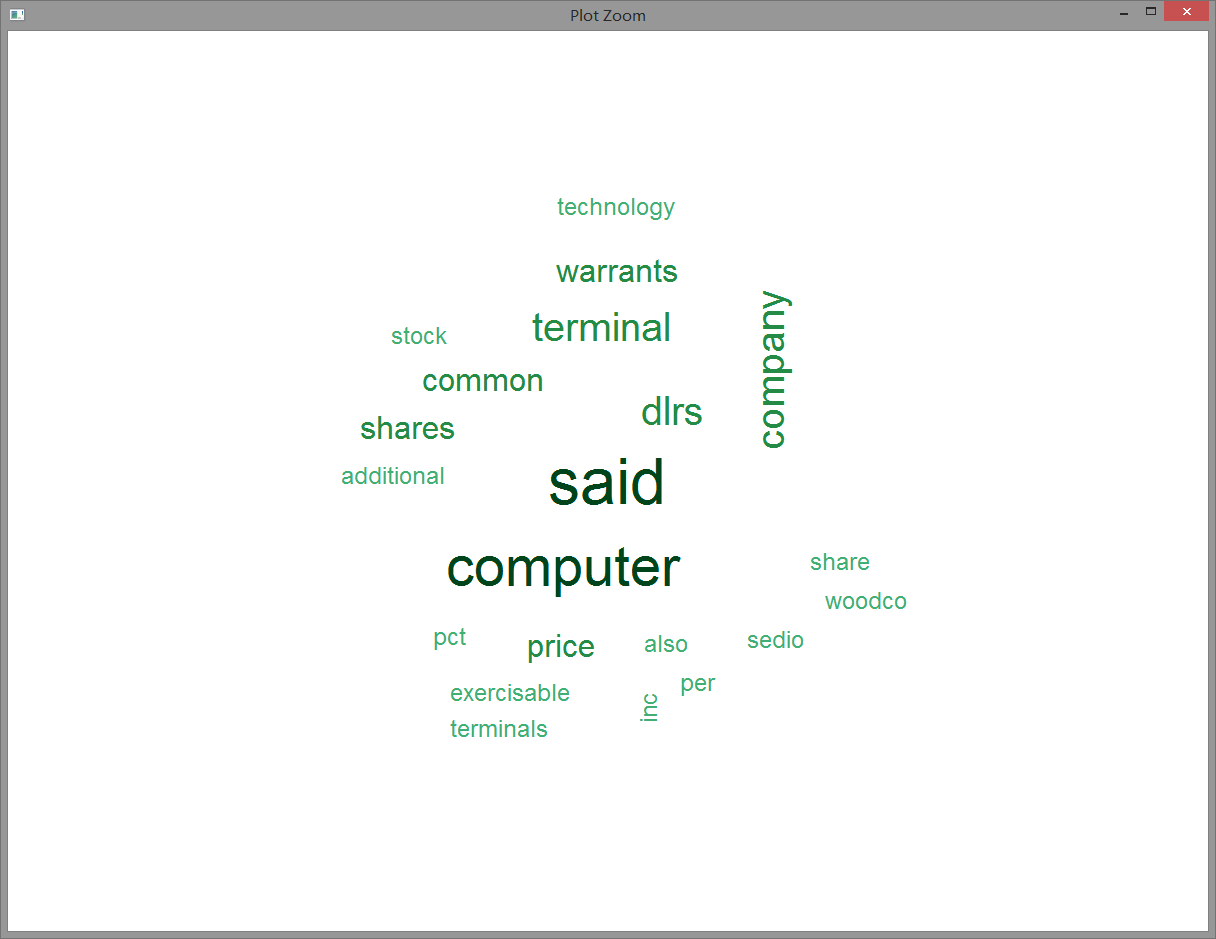 Plot Zoom
technology
warrants
company
terminal
stock
common
dlrs
shares
additional
said
computer
share
woodco
pct
price
also
sedio
per
exercisable
inc
terminals